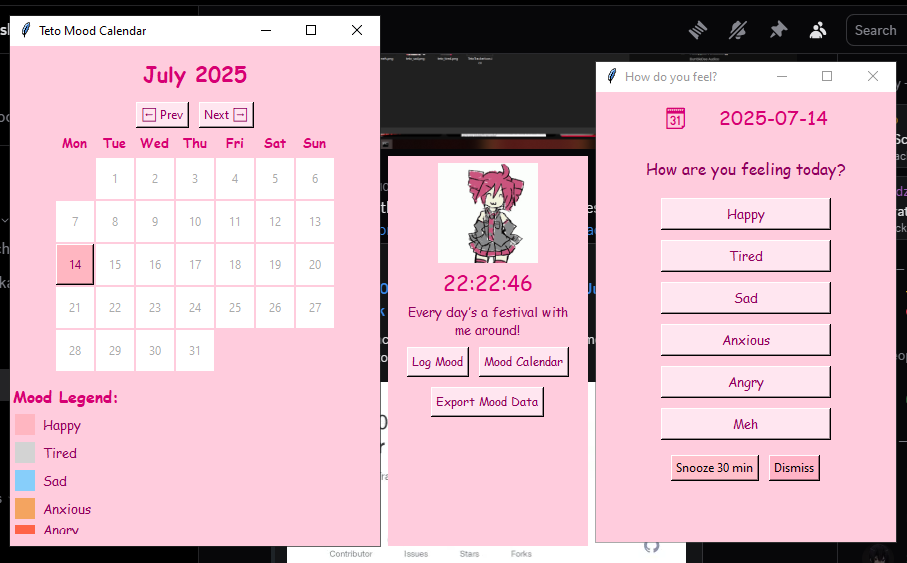 Teto Mood Calendar
July 2025
← Prev
Next →
Mon Tue Wed Thu Fri Sat Sun
1 2 3 4 5 6
7 8 9 10 11 12 13
14 15 16 17 18 19 20
21 22 23 24 25 26 27
28 29 30 31
Mood Legend:
Happy
Tired
Sad
Anxious
Angry
22:22:46
Every day's a festival with
me around!
Log Mood
Mood Calendar
Export Mood Data
Search
How do you feel?
31
2025-07-14
How are you feeling today?
Happy
Tired
Sad
Anxious
Angry
Meh
Snooze 30 min
Dismiss
Contributor Issues Stars Forks